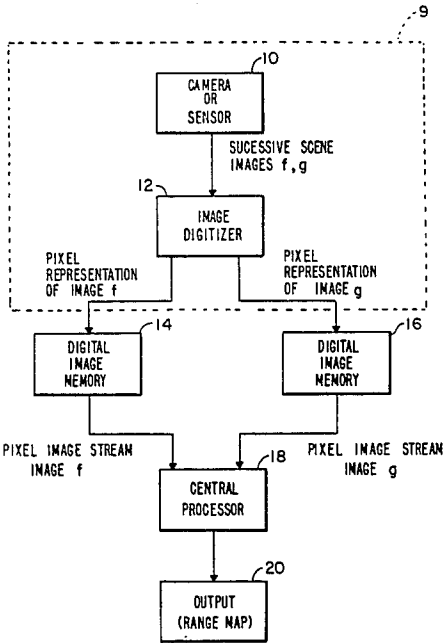 9
10
CAMERA
OR
SENSOR
SUCESSIVE SCENE
IMAGES f,g
12
IMAGE
DIGITIZER
PIXEL
REPRESENTATION
OF IMAGE f
PIXEL
REPRESENTATION
OF IMAGE g
14
DIGITAL
IMAGE
MEMORY
16
DIGITAL
IMAGE
MEMORY
PIXEL IMAGE STREAM
IMAGE f
PIXEL IMAGE STREAM
IMAGE g
18
CENTRAL
PROCESSOR
20
OUTPUT
(RANGE MAP)